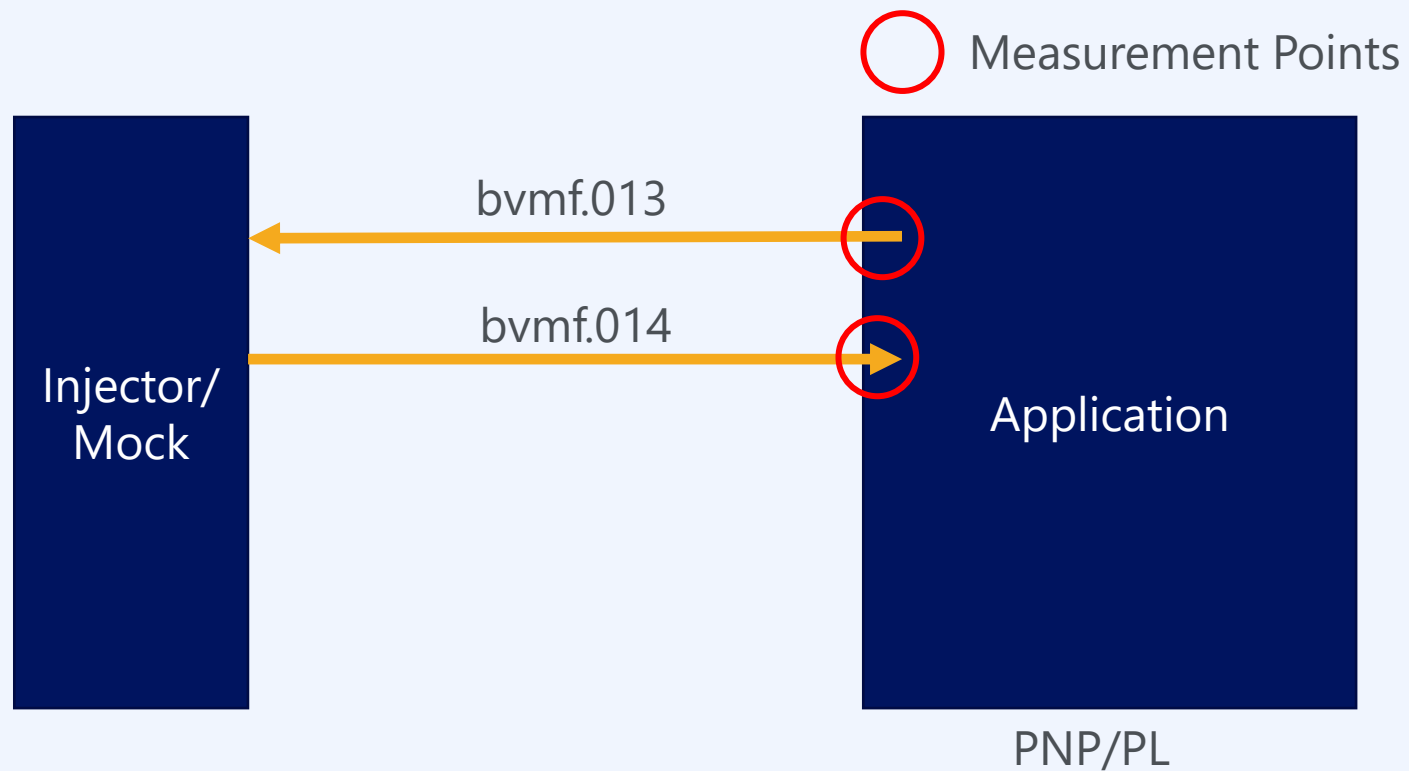 Measurement Points
bvmf.013
bvmf.014
Injector/
Mock
Application
PNP/PL